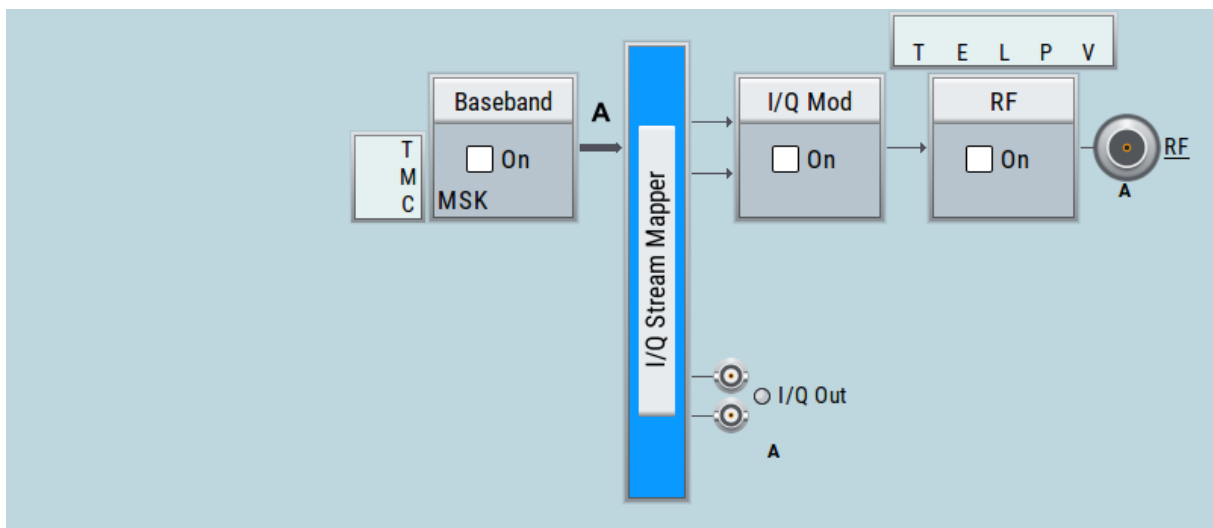 T E L P V
Baseband
A
I/Q Mod
RF
T
M
C
On
On
On
RF
MSK
A
I/Q Stream Mapper
I/Q Out
A